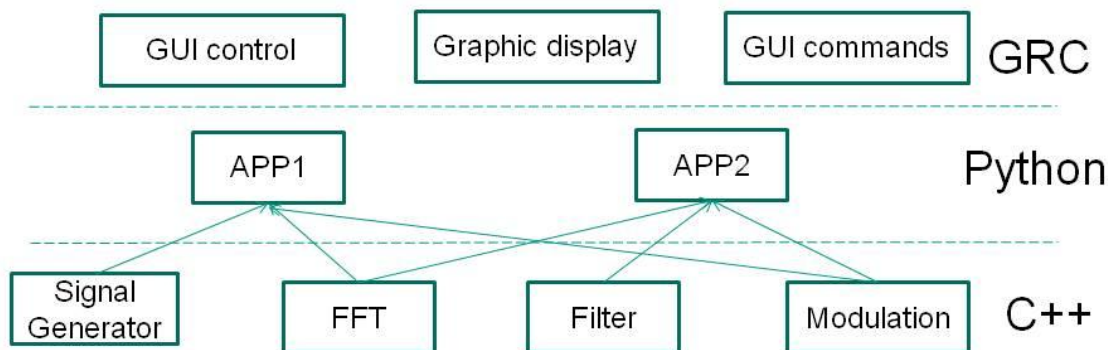 GUI control
Graphic display
GUI commands
GRC
APP1
APP2
Python
Signal
Generator
FFT
Filter
Modulation
C++